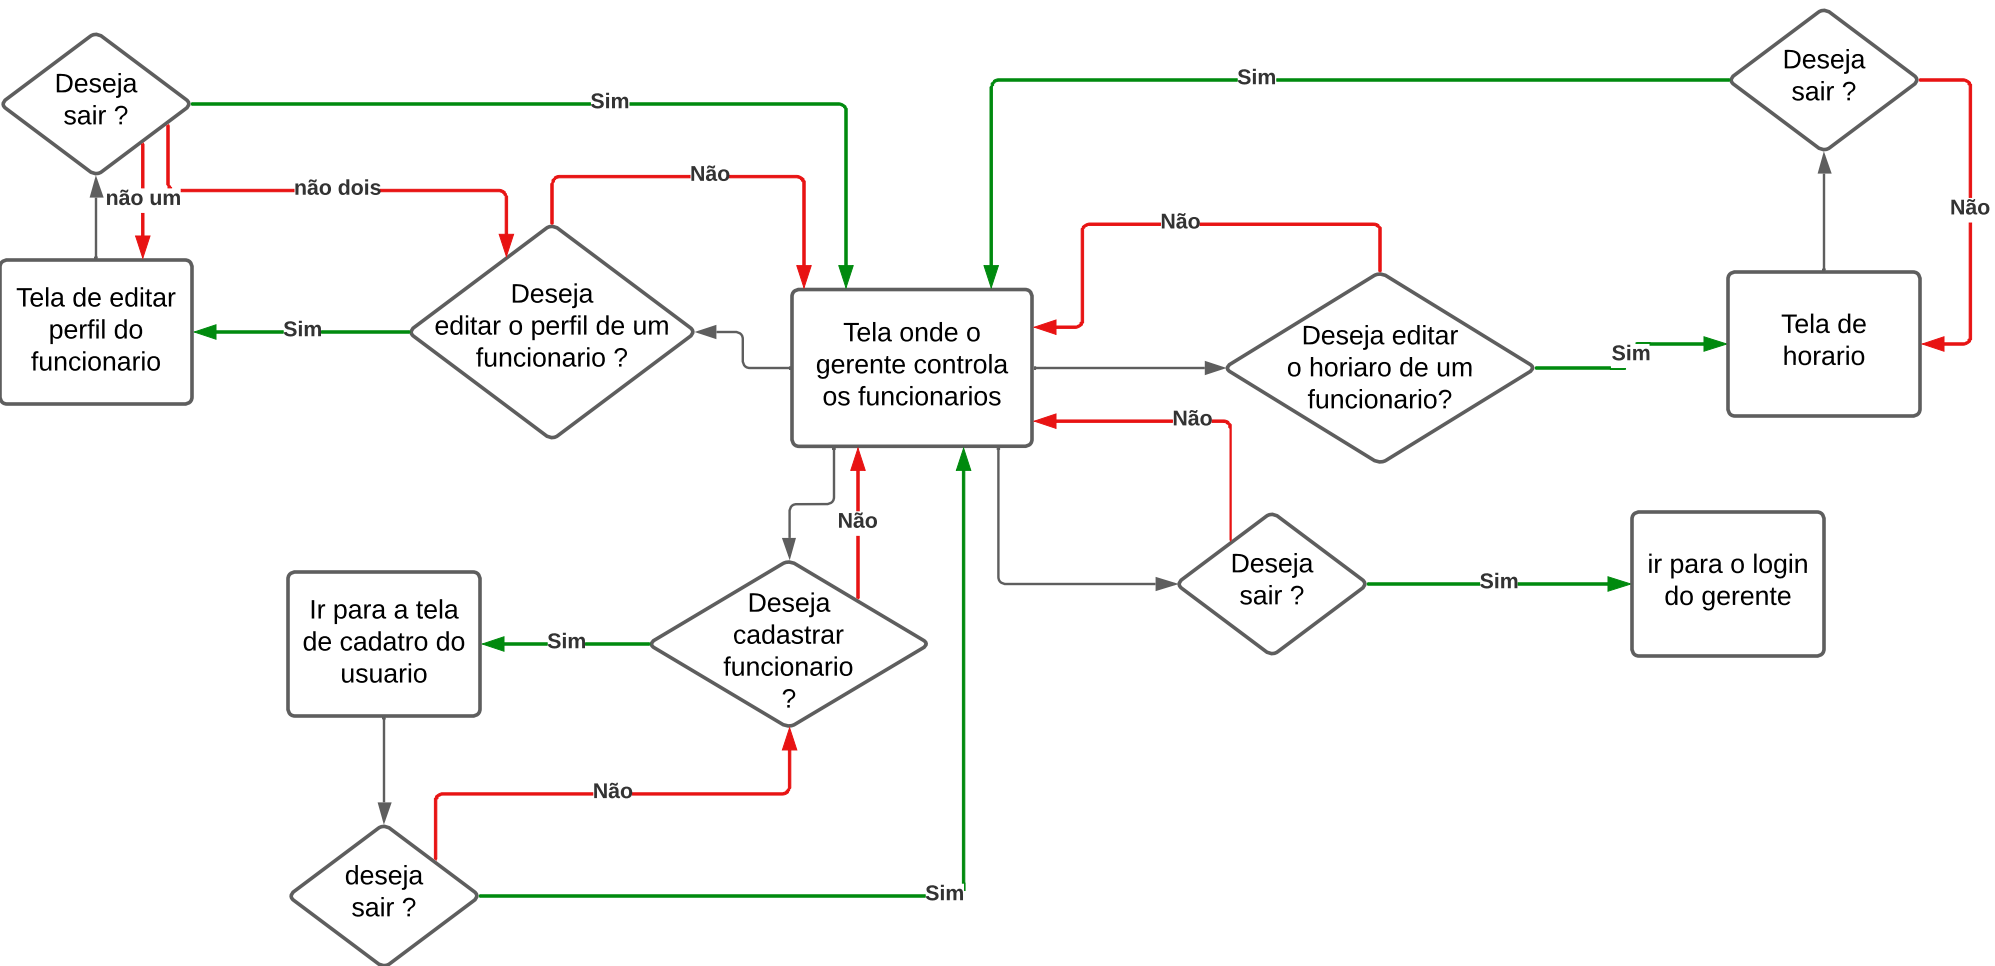 Deseja
sair ?
Sim
não dois
não um
Não
Tela de editar
perfil do
funcionario
Sim
Deseja
editar o perfil de um
funcionario ?
Tela onde o
gerente controla
os funcionarios
Sim
Deseja
sair ?
Não
Não
Deseja editar
o horiaro de um
funcionario?
Sim
Tela de
horario
Não
Deseja
sair ?
Sim
ir para o login
do gerente
Não
Deseja
cadastrar
funcionario
?
Sim
Ir para a tela
de cadatro do
usuario
Não
deseja
sair ?
Sim